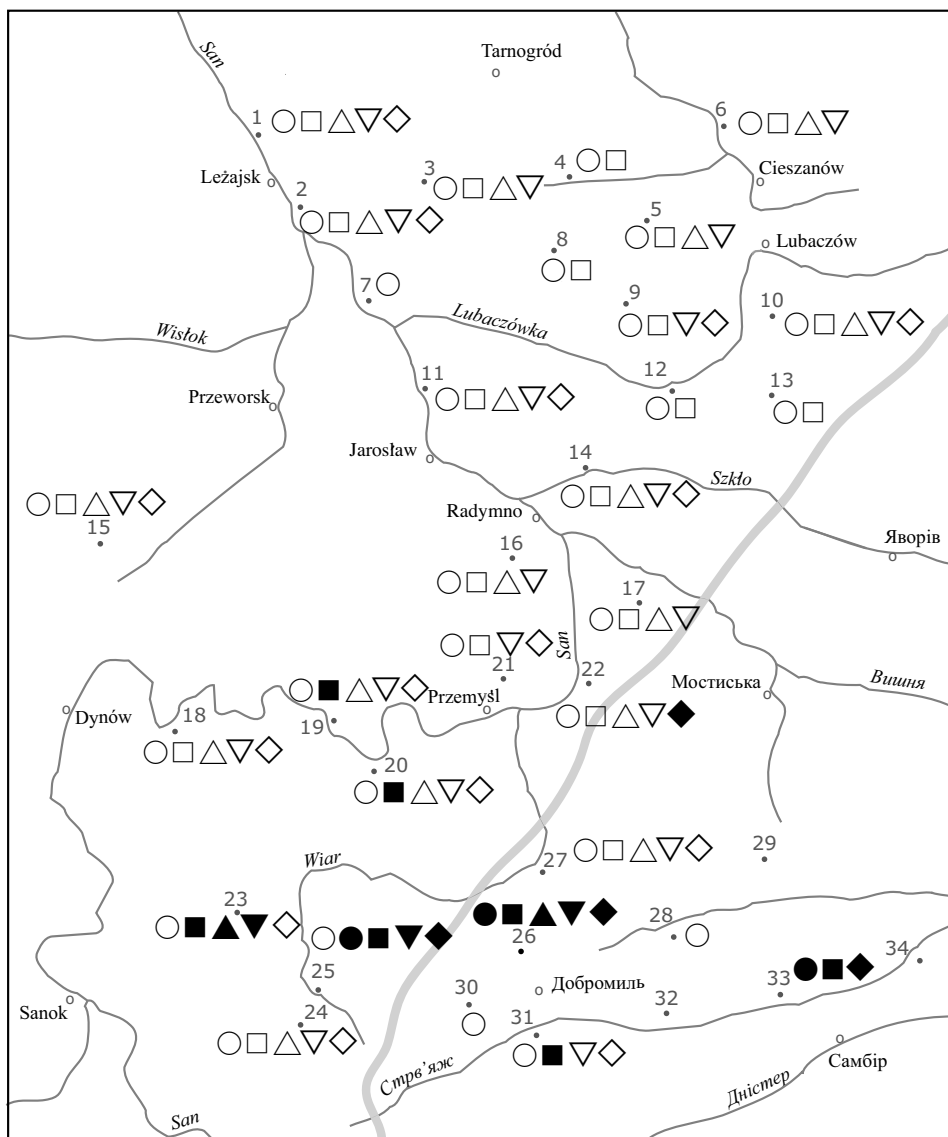 San
Tarnogród
1
6
Leżajsk
3
4
Cieszanów
2
5
8
Lubaczów
7
9
10
Wisłok
Lubaczówka
Przeworsk
11
12
13
Jarosław
14
Szkło
15
Radymno
16
Яворів
17
San
21
22
Мостиська
Вишня
Dynów
18
19
Przemyśl
20
Wiar
27
29
23
26
28
34
25
33
Sanok
24
30
Добромиль
32
31
Самбір
Стрв’яж
Дністер
San